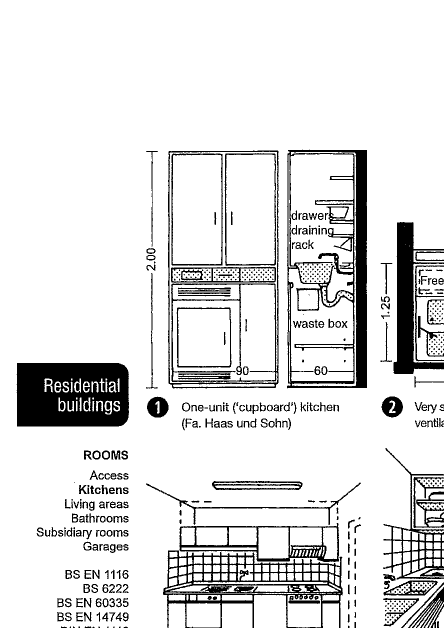 2.00
drawers
draining
rack
waste box
90
60
1.25
Free
Residential
buildings
1 One-unit ('cupboard') kitchen
(Fa. Haas und Sohn)
2 Very s
ventila
ROOMS
Access
Kitchens
Living areas
Bathrooms
Subsidiary rooms
Garages
BS EN 1116
BS 6222
BS EN 60335
BS EN 14749